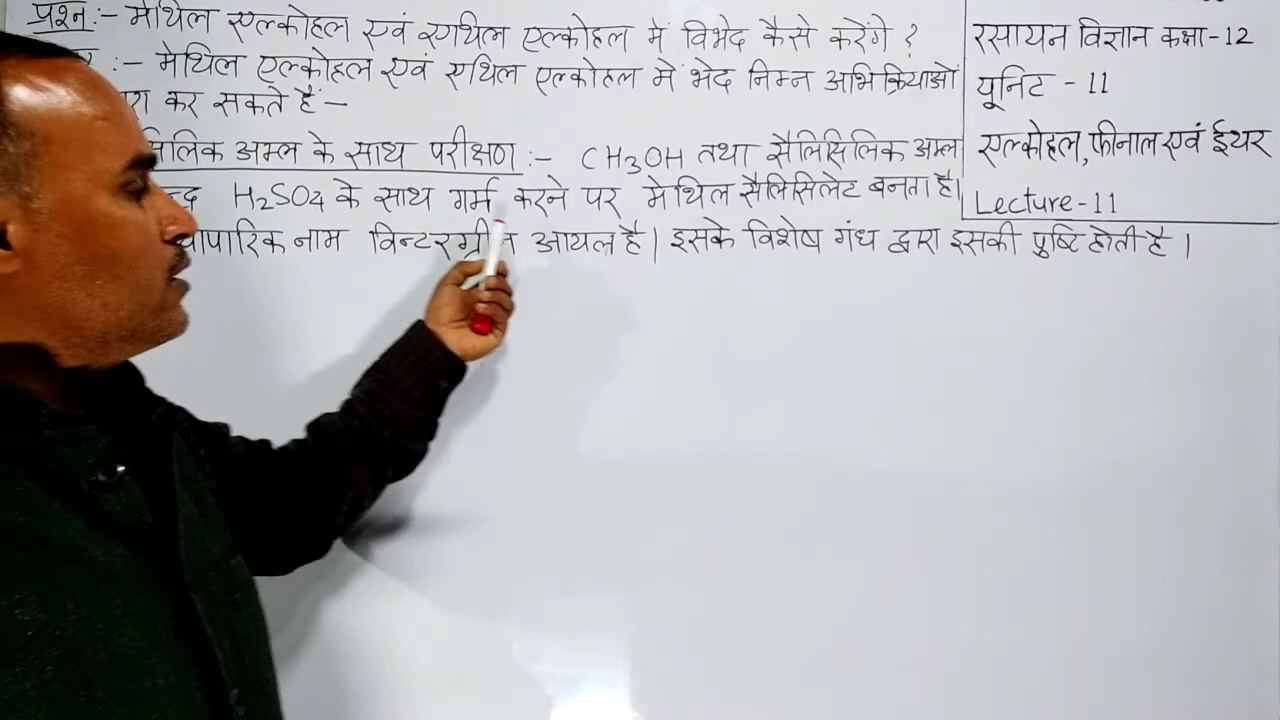 प्रश्न:- मेथिल एल्कोहल एवं एथिल एल्कोहल में विभेद कैसे करेंगे ?
:- मेथिल एल्कोहल एवं एथिल एल्कोहल में भेद निम्न अभिक्रियाओं
कर सकते हैं -
सिलिक अम्ल के साथ परीक्षण :- CH3OH तथा सैलिसिलिक अम्ल
H2SO4 के साथ गर्म करने पर मेथिल सैलिसिलेट बनता है।
व्यापारिक नाम विन्टरग्रीन आयल है। इसके विशेष गंध द्वारा इसकी पुष्टि होती है।
रसायन विज्ञान कक्षा-12
यूनिट - 11
एल्कोहल, फीनाल एवं ईथर
Lecture-11